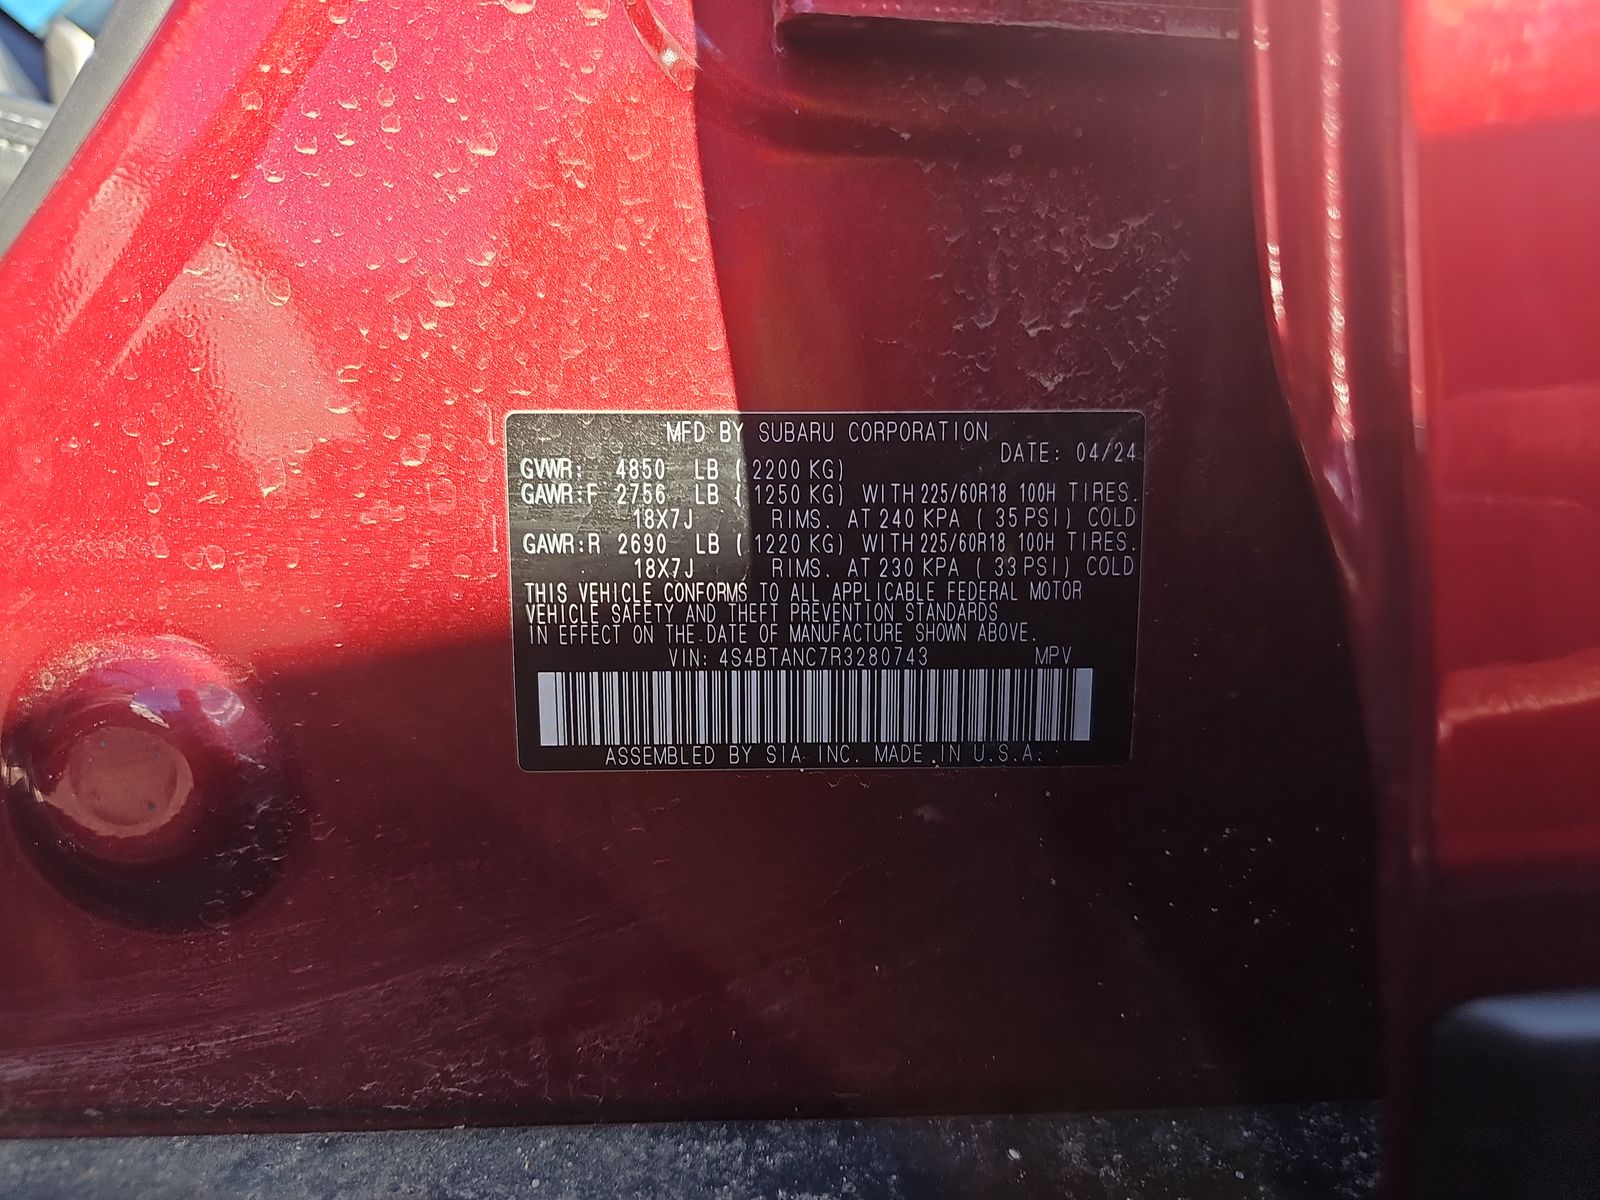 MFD BY SUBARU CORPORATION
DATE: 04/24
GVWR: 4850 LB ( 2200 KG)
GAWR:F 2756 LB ( 1250 KG) WITH 225/60R18 100H TIRES.
18X7J RIMS. AT 240 KPA ( 35 PSI) COLD
GAWR:R 2690 LB ( 1220 KG) WITH 225/60R18 100H TIRES.
18X7J RIMS. AT 230 KPA ( 33 PSI) COLD
THIS VEHICLE CONFORMS TO ALL APPLICABLE FEDERAL MOTOR
VEHICLE SAFETY AND THEFT PREVENTION STANDARDS
IN EFFECT ON THE DATE OF MANUFACTURE SHOWN ABOVE.
VIN: 4S4BTANC7R3280743 MPV
ASSEMBLED BY SIA INC. MADE IN U.S.A.